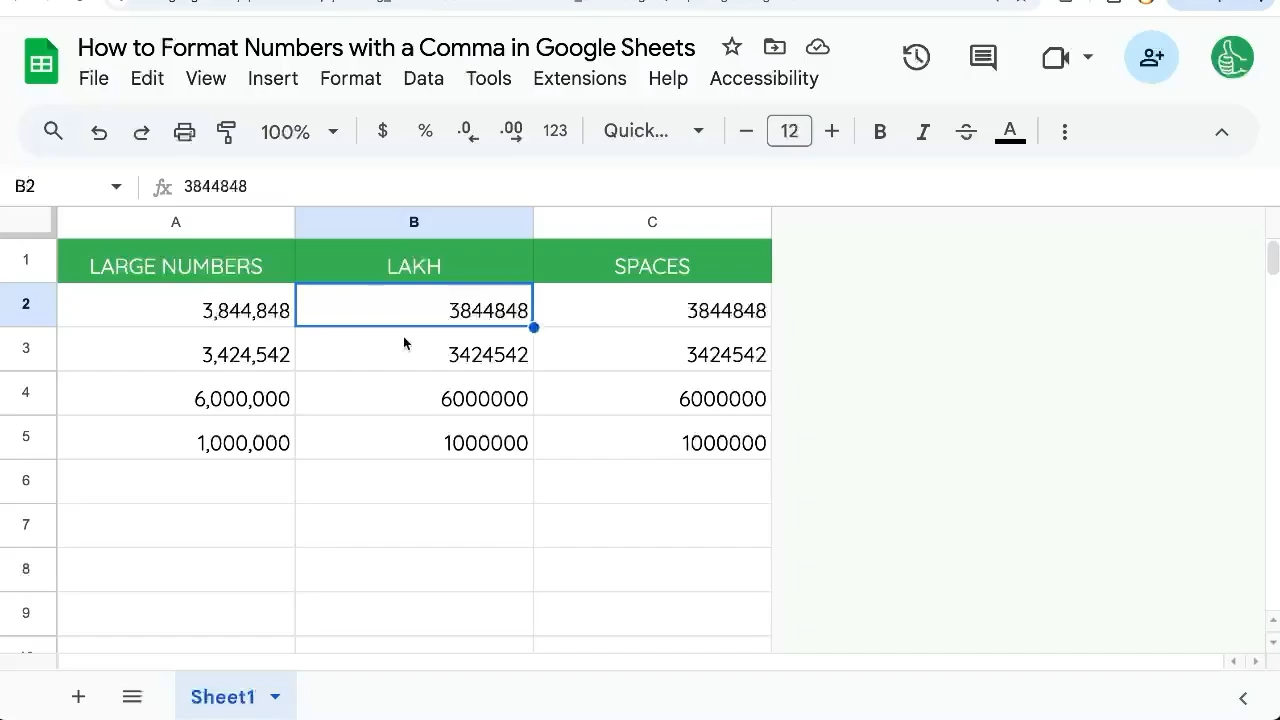 How to Format Numbers with a Comma in Google Sheets
File Edit View Insert Format Data Tools Extensions Help Accessibility
100% $ % .0 .00 123 Quick... 12 B I S A
B2 fx 3844848
A B C
1 LARGE NUMBERS LAKH SPACES
2 3,844,848 3844848 3844848
3 3,424,542 3424542 3424542
4 6,000,000 6000000 6000000
5 1,000,000 1000000 1000000
6
7
8
9
Sheet1